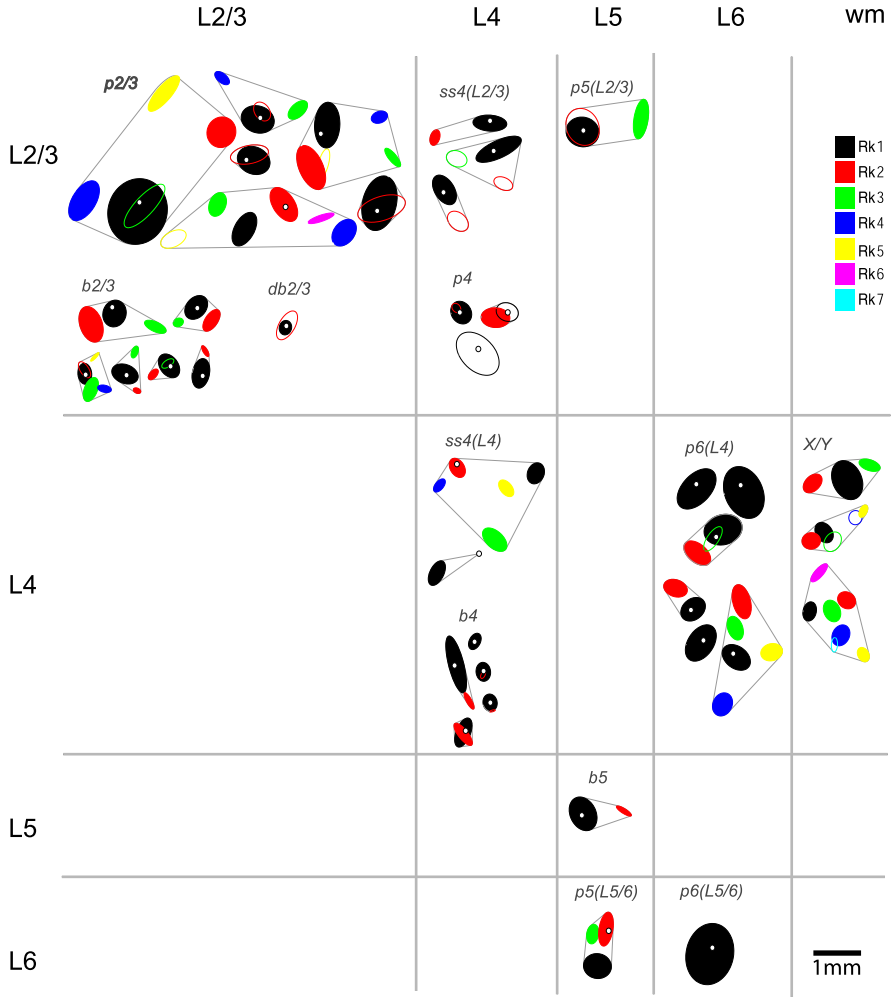 L2/3 L4 L5 L6 wm
p2/3 ss4(L2/3) p5(L2/3)
L2/3
Rk1
Rk2
Rk3
Rk4
Rk5
Rk6
Rk7
b2/3 db2/3 p4
ss4(L4) p6(L4) X/Y
L4
b4
b5
L5
p5(L5/6) p6(L5/6)
L6
1mm